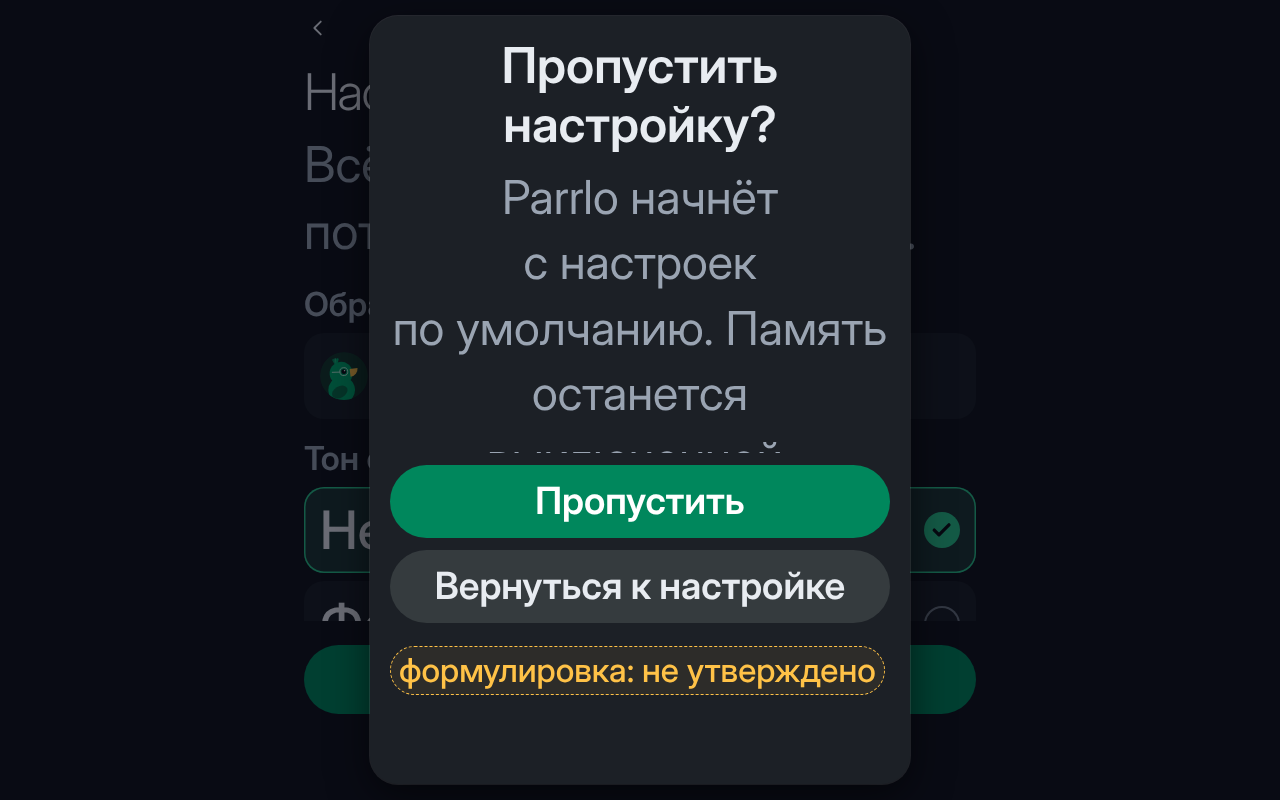 Пропустить
настройку?
Parrlo начнёт
с настроек
по умолчанию. Память
останется
Пропустить
Вернуться к настройке
формулировка: не утверждено